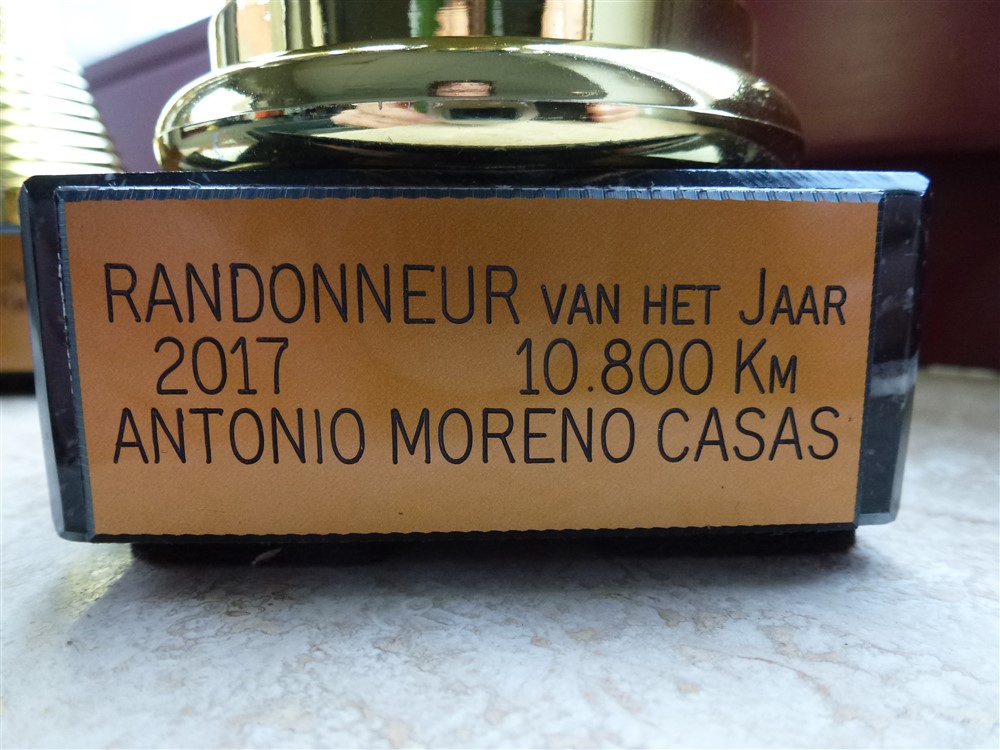 RANDONNEUR VAN HET JAAR
2017 10.800 KM
ANTONIO MORENO CASAS